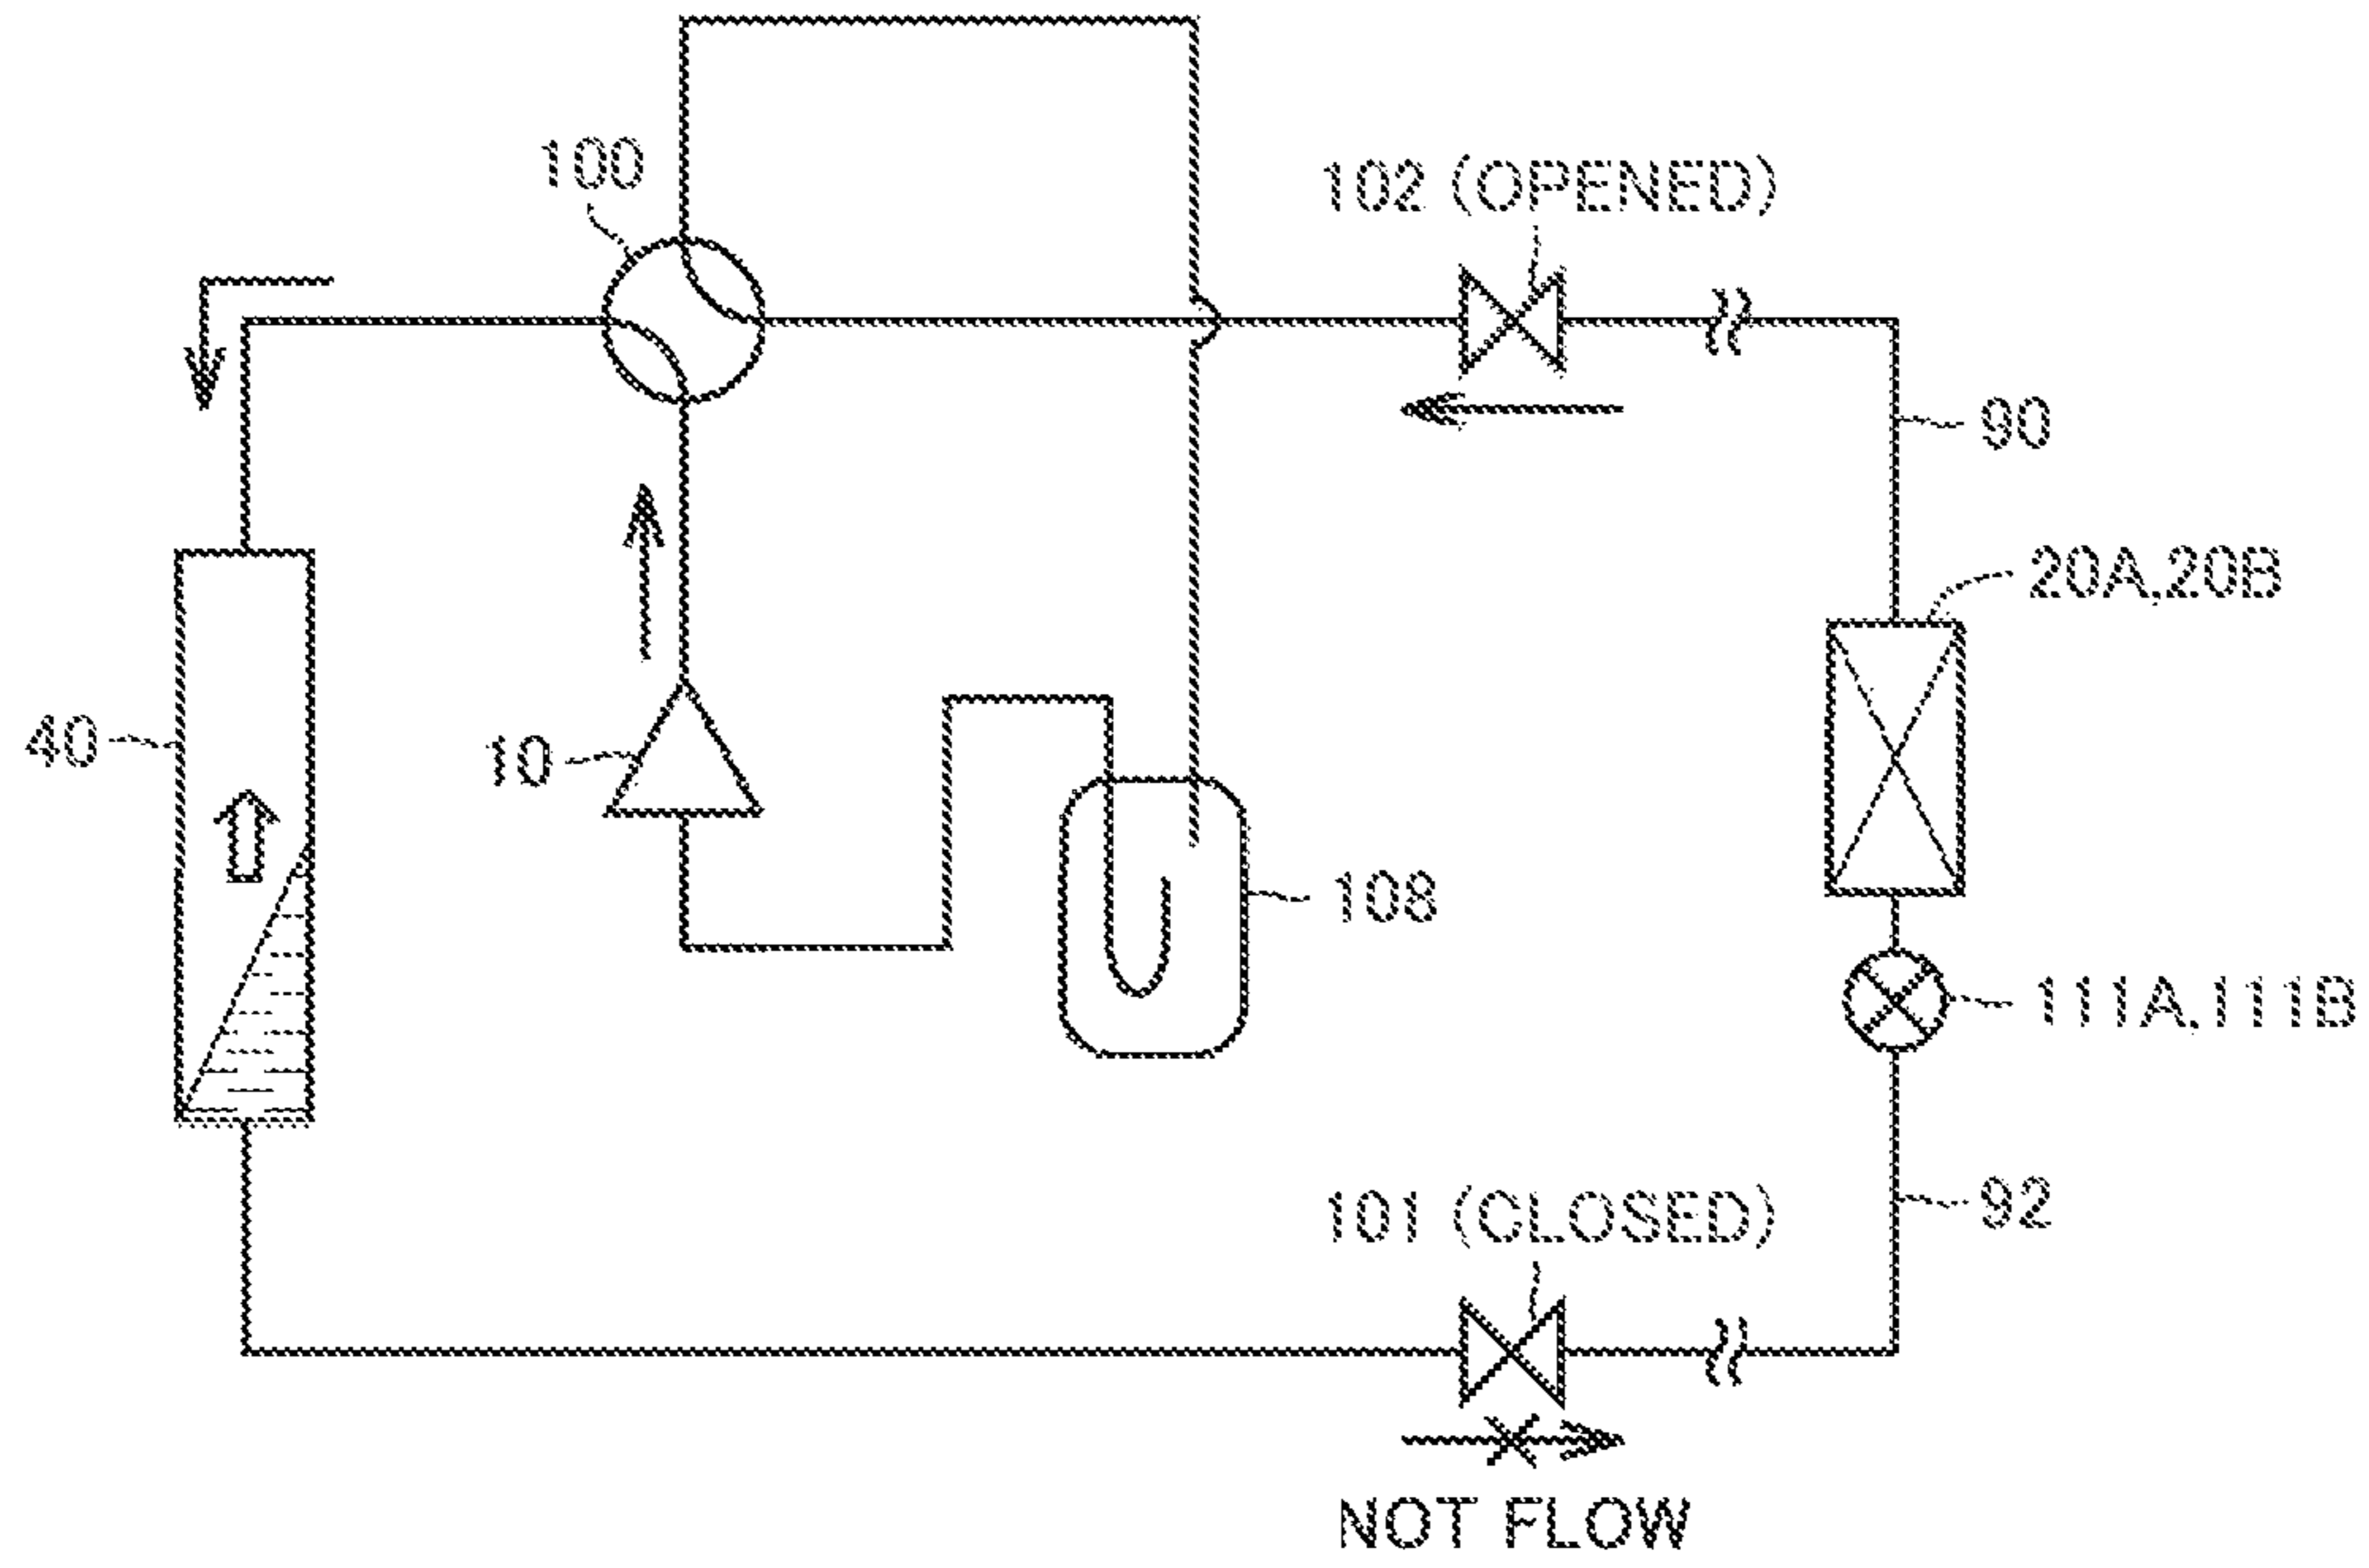 100
102 (OPENED)
90
20A,20B
40
10
108
111A,111B
101 (CLOSED)
92
NOT FLOW